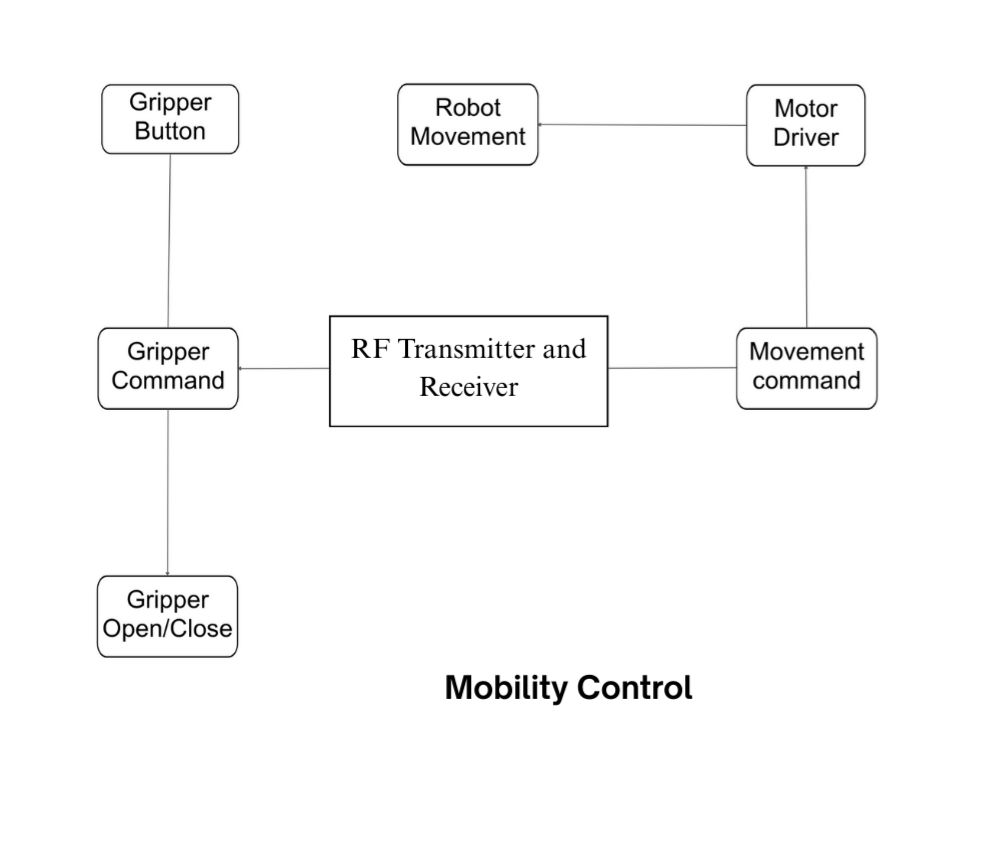 Gripper
Button
Robot
Movement
Motor
Driver
Gripper
Command
RF Transmitter and
Receiver
Movement
command
Gripper
Open/Close
Mobility Control